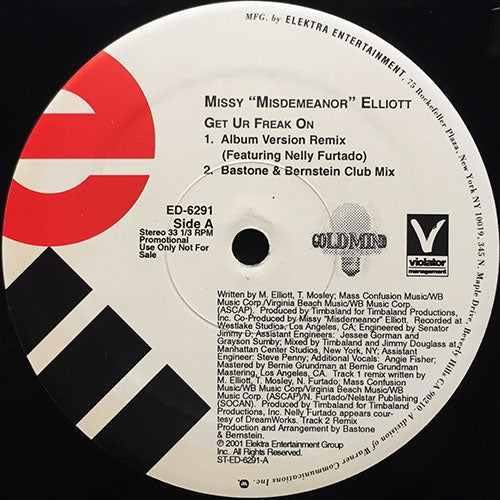 MFG. by ELEKTRA ENTERTAINMENT, 75 Rockefeller Plaza, New York NY 10019. 345 N. Maple Drive, Beverly Hills CA 90210. A division of Warner Communications Inc.
MISSY “MISDEMEANOR” ELLIOTT
GET UR FREAK ON
1. Album Version Remix
(Featuring Nelly Furtado)
2. Bastone & Bernstein Club Mix
ED-6291
Side A
Stereo 33 1/3 RPM
Promotional
Use Only Not For
Sale
GOLDMIND
V
violator
management
Written by M. Elliott, T. Mosley; Mass Confusion Music/WB
Music Corp/Virginia Beach Music/WB Music Corp.
(ASCAP). Produced by Timbaland for Timbaland Productions,
Inc. Co-Produced by Missy "Misdemeanor" Elliott. Recorded at
Westlake Studios, Los Angeles, CA; Engineered by Senator
Jimmy D; Assistant Engineers: Jessee Gorman and
Grayson Sumby; Mixed by Timbaland and Jimmy Douglass at
Manhattan Center Studios, New York, NY; Assistant
Engineer: Steve Penny; Additional Vocals: Angie Fisher;
Mastered by Bernie Grundman at Bernie Grundman
Mastering, Los Angeles, CA. Track 1 remix written by
M. Elliott, T. Mosley, N. Furtado; Mass Confusion
Music/WB Music Corp/Virginia Beach Music/WB
Music Corp. (ASCAP)/N. Furtado/Nelstar Publishing
(SOCAN). Produced by Timbaland for Timbaland
Productions, Inc. Nelly Furtado appears cour-
tesy of DreamWorks. Track 2 Remix
Production and Arrangement by Bastone
& Bernstein.
℗ 2001 Elektra Entertainment Group
Inc. All Rights Reserved.
ST-ED-6291-A